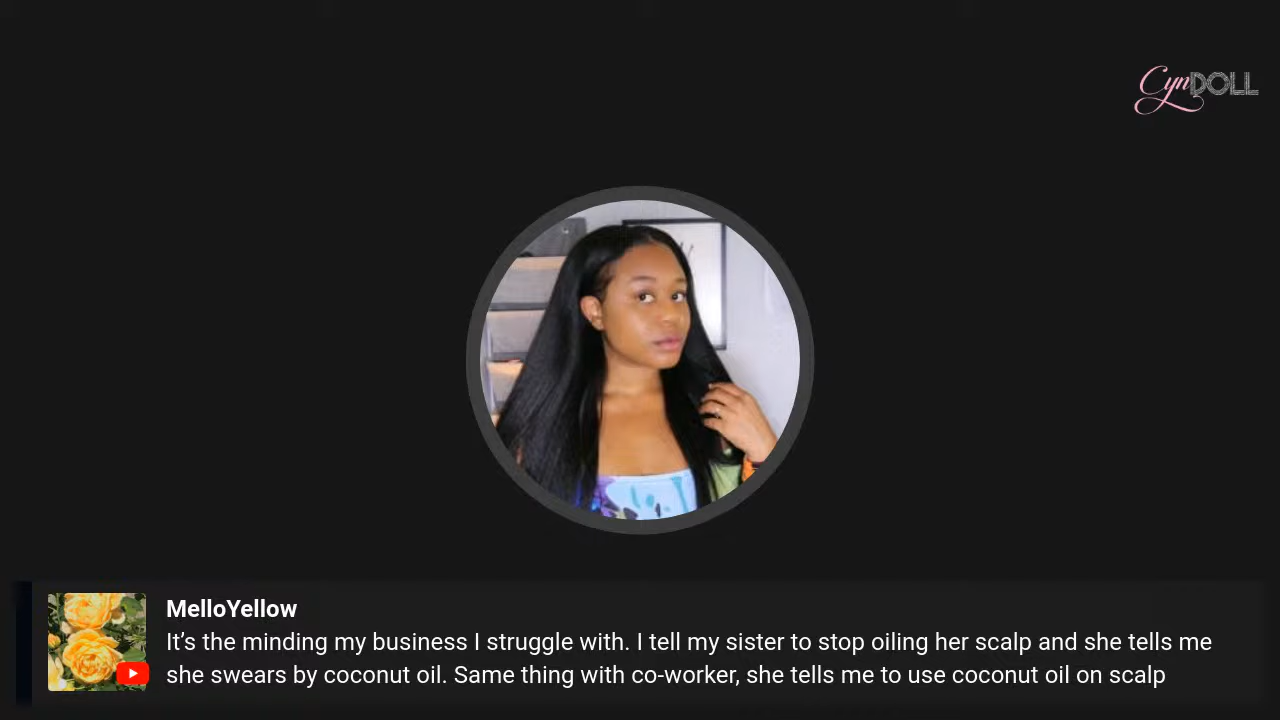 CynDOLL
MelloYellow
It’s the minding my business I struggle with. I tell my sister to stop oiling her scalp and she tells me
she swears by coconut oil. Same thing with co-worker, she tells me to use coconut oil on scalp